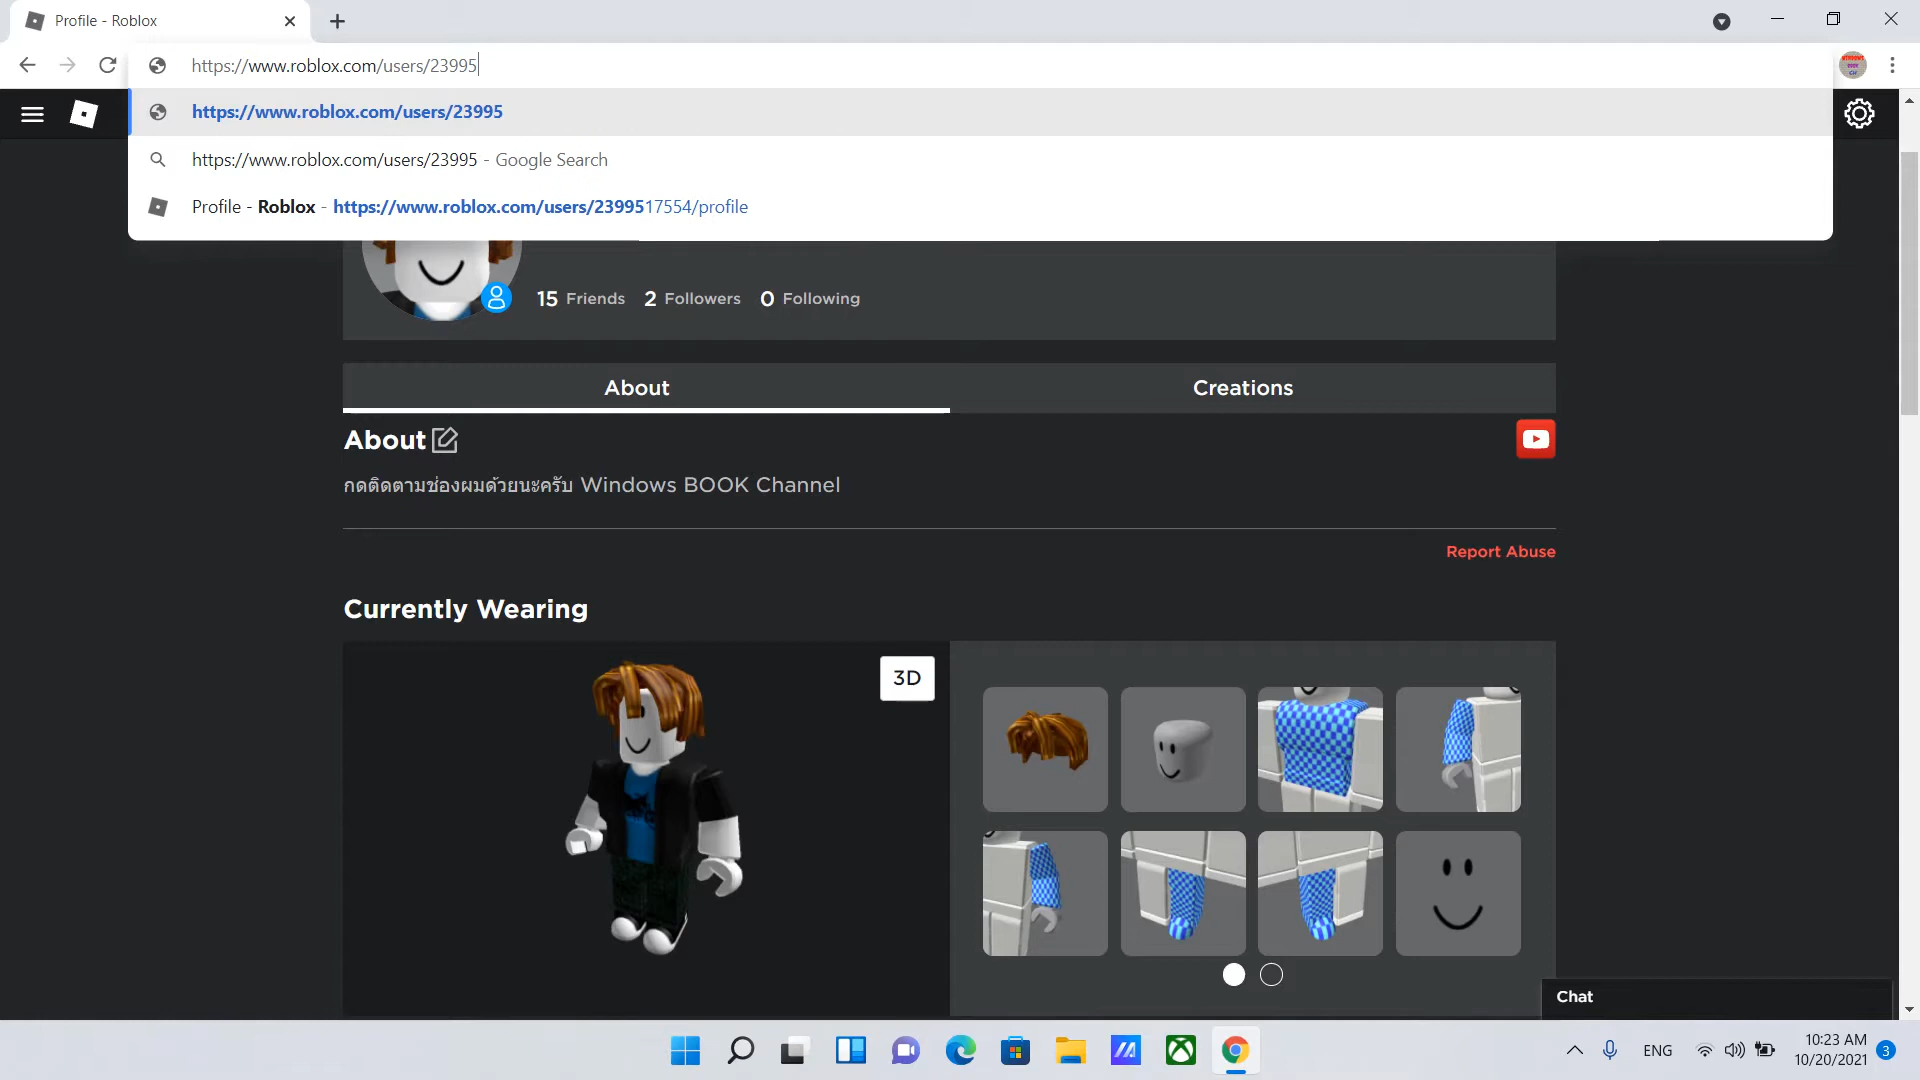 Profile - Roblox
https://www.roblox.com/users/23995
https://www.roblox.com/users/23995
https://www.roblox.com/users/23995 - Google Search
Profile - Roblox - https://www.roblox.com/users/2399517554/profile
15 Friends 2 Followers 0 Following
About Creations
About
กดติดตามช่องผมด้วยนะครับ Windows BOOK Channel
Report Abuse
Currently Wearing
3D
Chat
ENG
10:23 AM
10/20/2021
3